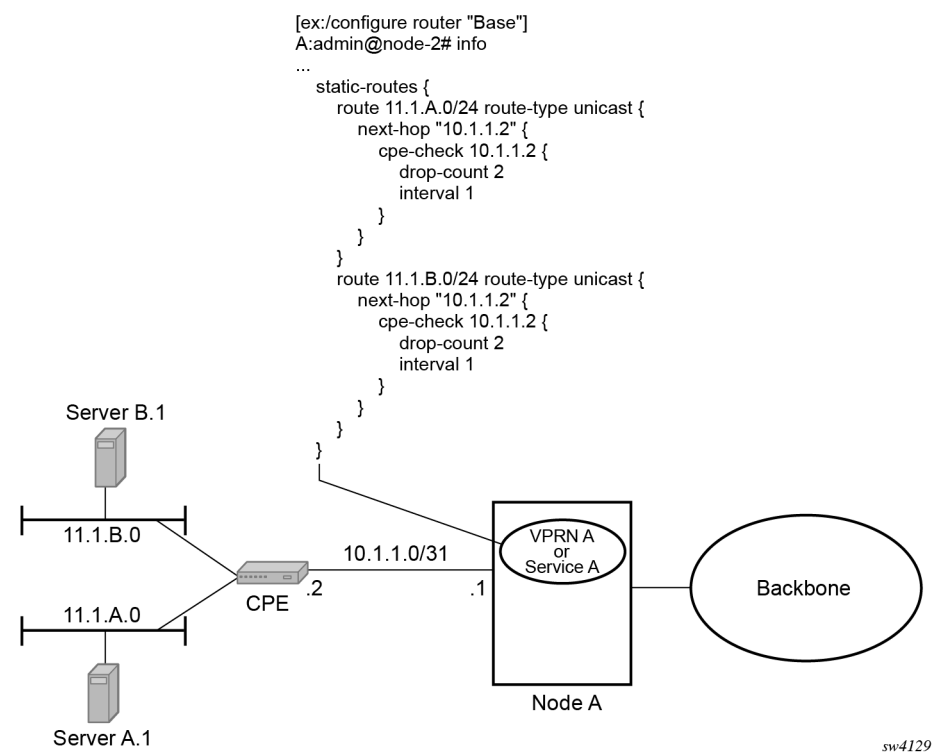 [ex:/configure router "Base"]
A:admin@node-2# info
...
static-routes {
route 11.1.A.0/24 route-type unicast {
next-hop "10.1.1.2" {
cpe-check 10.1.1.2 {
drop-count 2
interval 1
}
}
}
route 11.1.B.0/24 route-type unicast {
next-hop "10.1.1.2" {
cpe-check 10.1.1.2 {
drop-count 2
interval 1
}
}
}
}
Server B.1
11.1.B.0
10.1.1.0/31
VPRN A
or
Service A
.2
.1
CPE
Backbone
11.1.A.0
Node A
Server A.1
sw4129